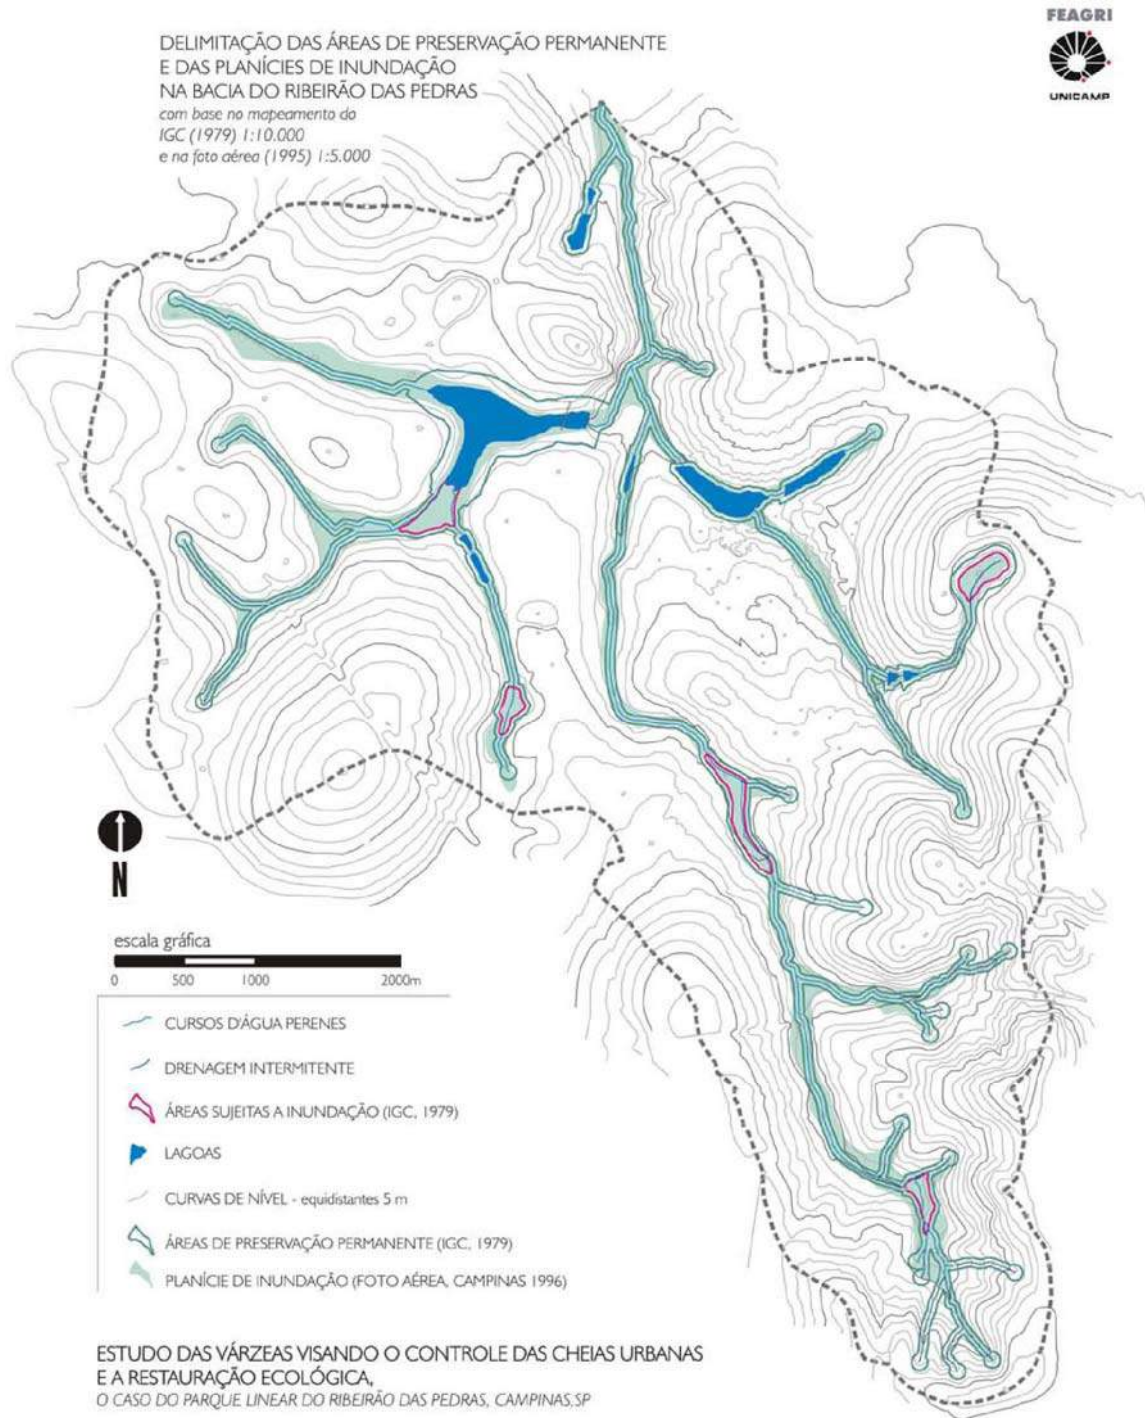 FEAGRI
UNICAMP
DELIMITAÇÃO DAS ÁREAS DE PRESERVAÇÃO PERMANENTE
E DAS PLANÍCIES DE INUNDAÇÃO
NA BACIA DO RIBEIRÃO DAS PEDRAS
com base no mapeamento do
IGC (1979) 1:10.000
e na foto aérea (1995) 1:5.000
N
escala gráfica
0 500 1000 2000m
CURSOS D'ÁGUA PERENES
DRENAGEM INTERMITENTE
ÁREAS SUJEITAS A INUNDAÇÃO (IGC, 1979)
LAGOAS
CURVAS DE NÍVEL - equidistantes 5 m
ÁREAS DE PRESERVAÇÃO PERMANENTE (IGC, 1979)
PLANÍCIE DE INUNDAÇÃO (FOTO AÉREA, CAMPINAS 1996)
ESTUDO DAS VÁRZEAS VISANDO O CONTROLE DAS CHEIAS URBANAS
E A RESTAURAÇÃO ECOLÓGICA,
O CASO DO PARQUE LINEAR DO RIBEIRÃO DAS PEDRAS, CAMPINAS,SP